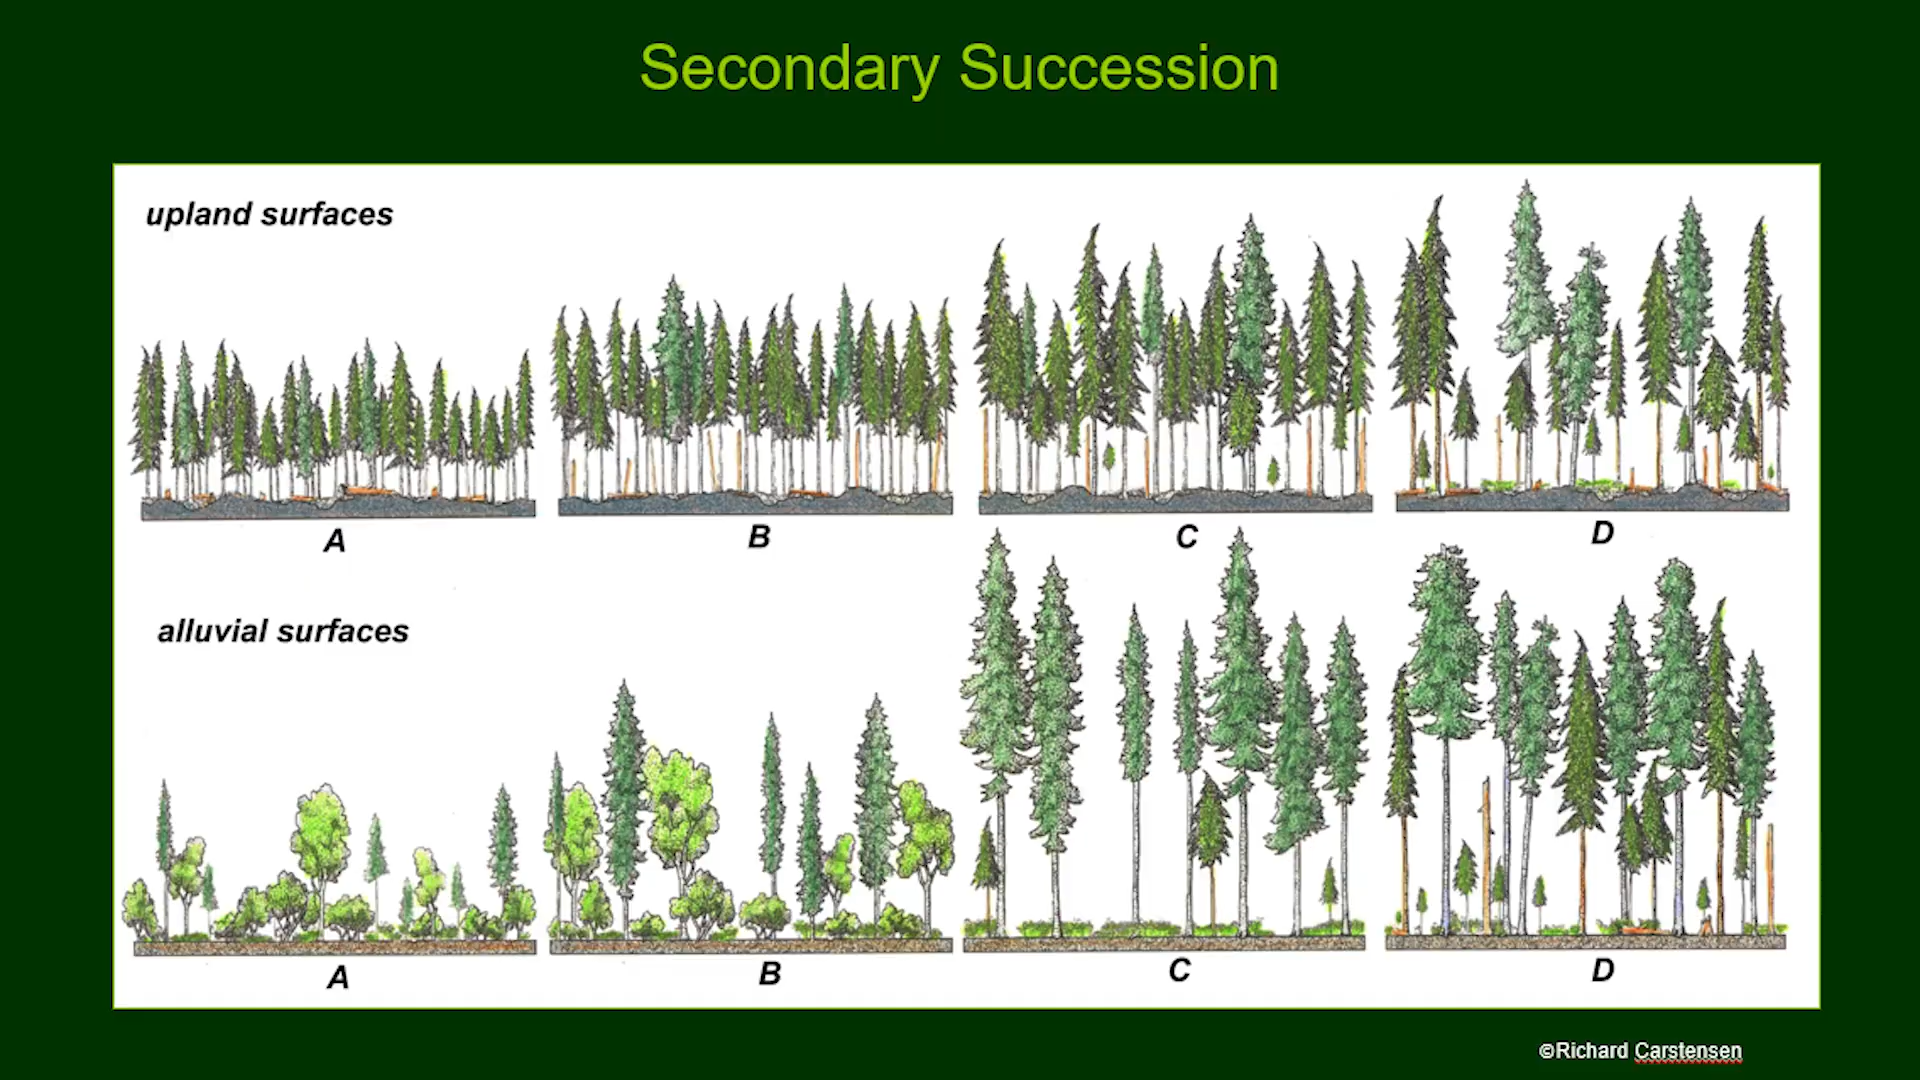 Secondary Succession
upland surfaces
A
B
C
D
alluvial surfaces
A
B
C
D
©Richard Carstensen